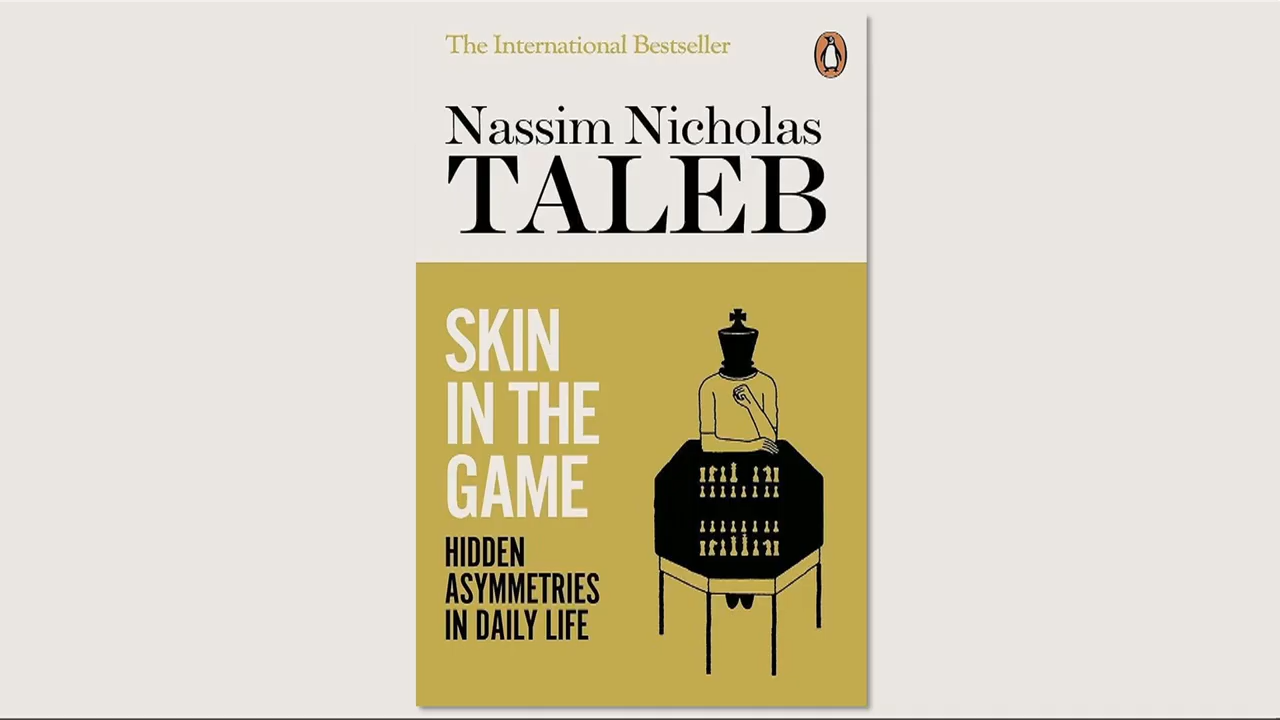 The International Bestseller
Nassim Nicholas
TALEB
SKIN
IN THE
GAME
HIDDEN
ASYMMETRIES
IN DAILY LIFE